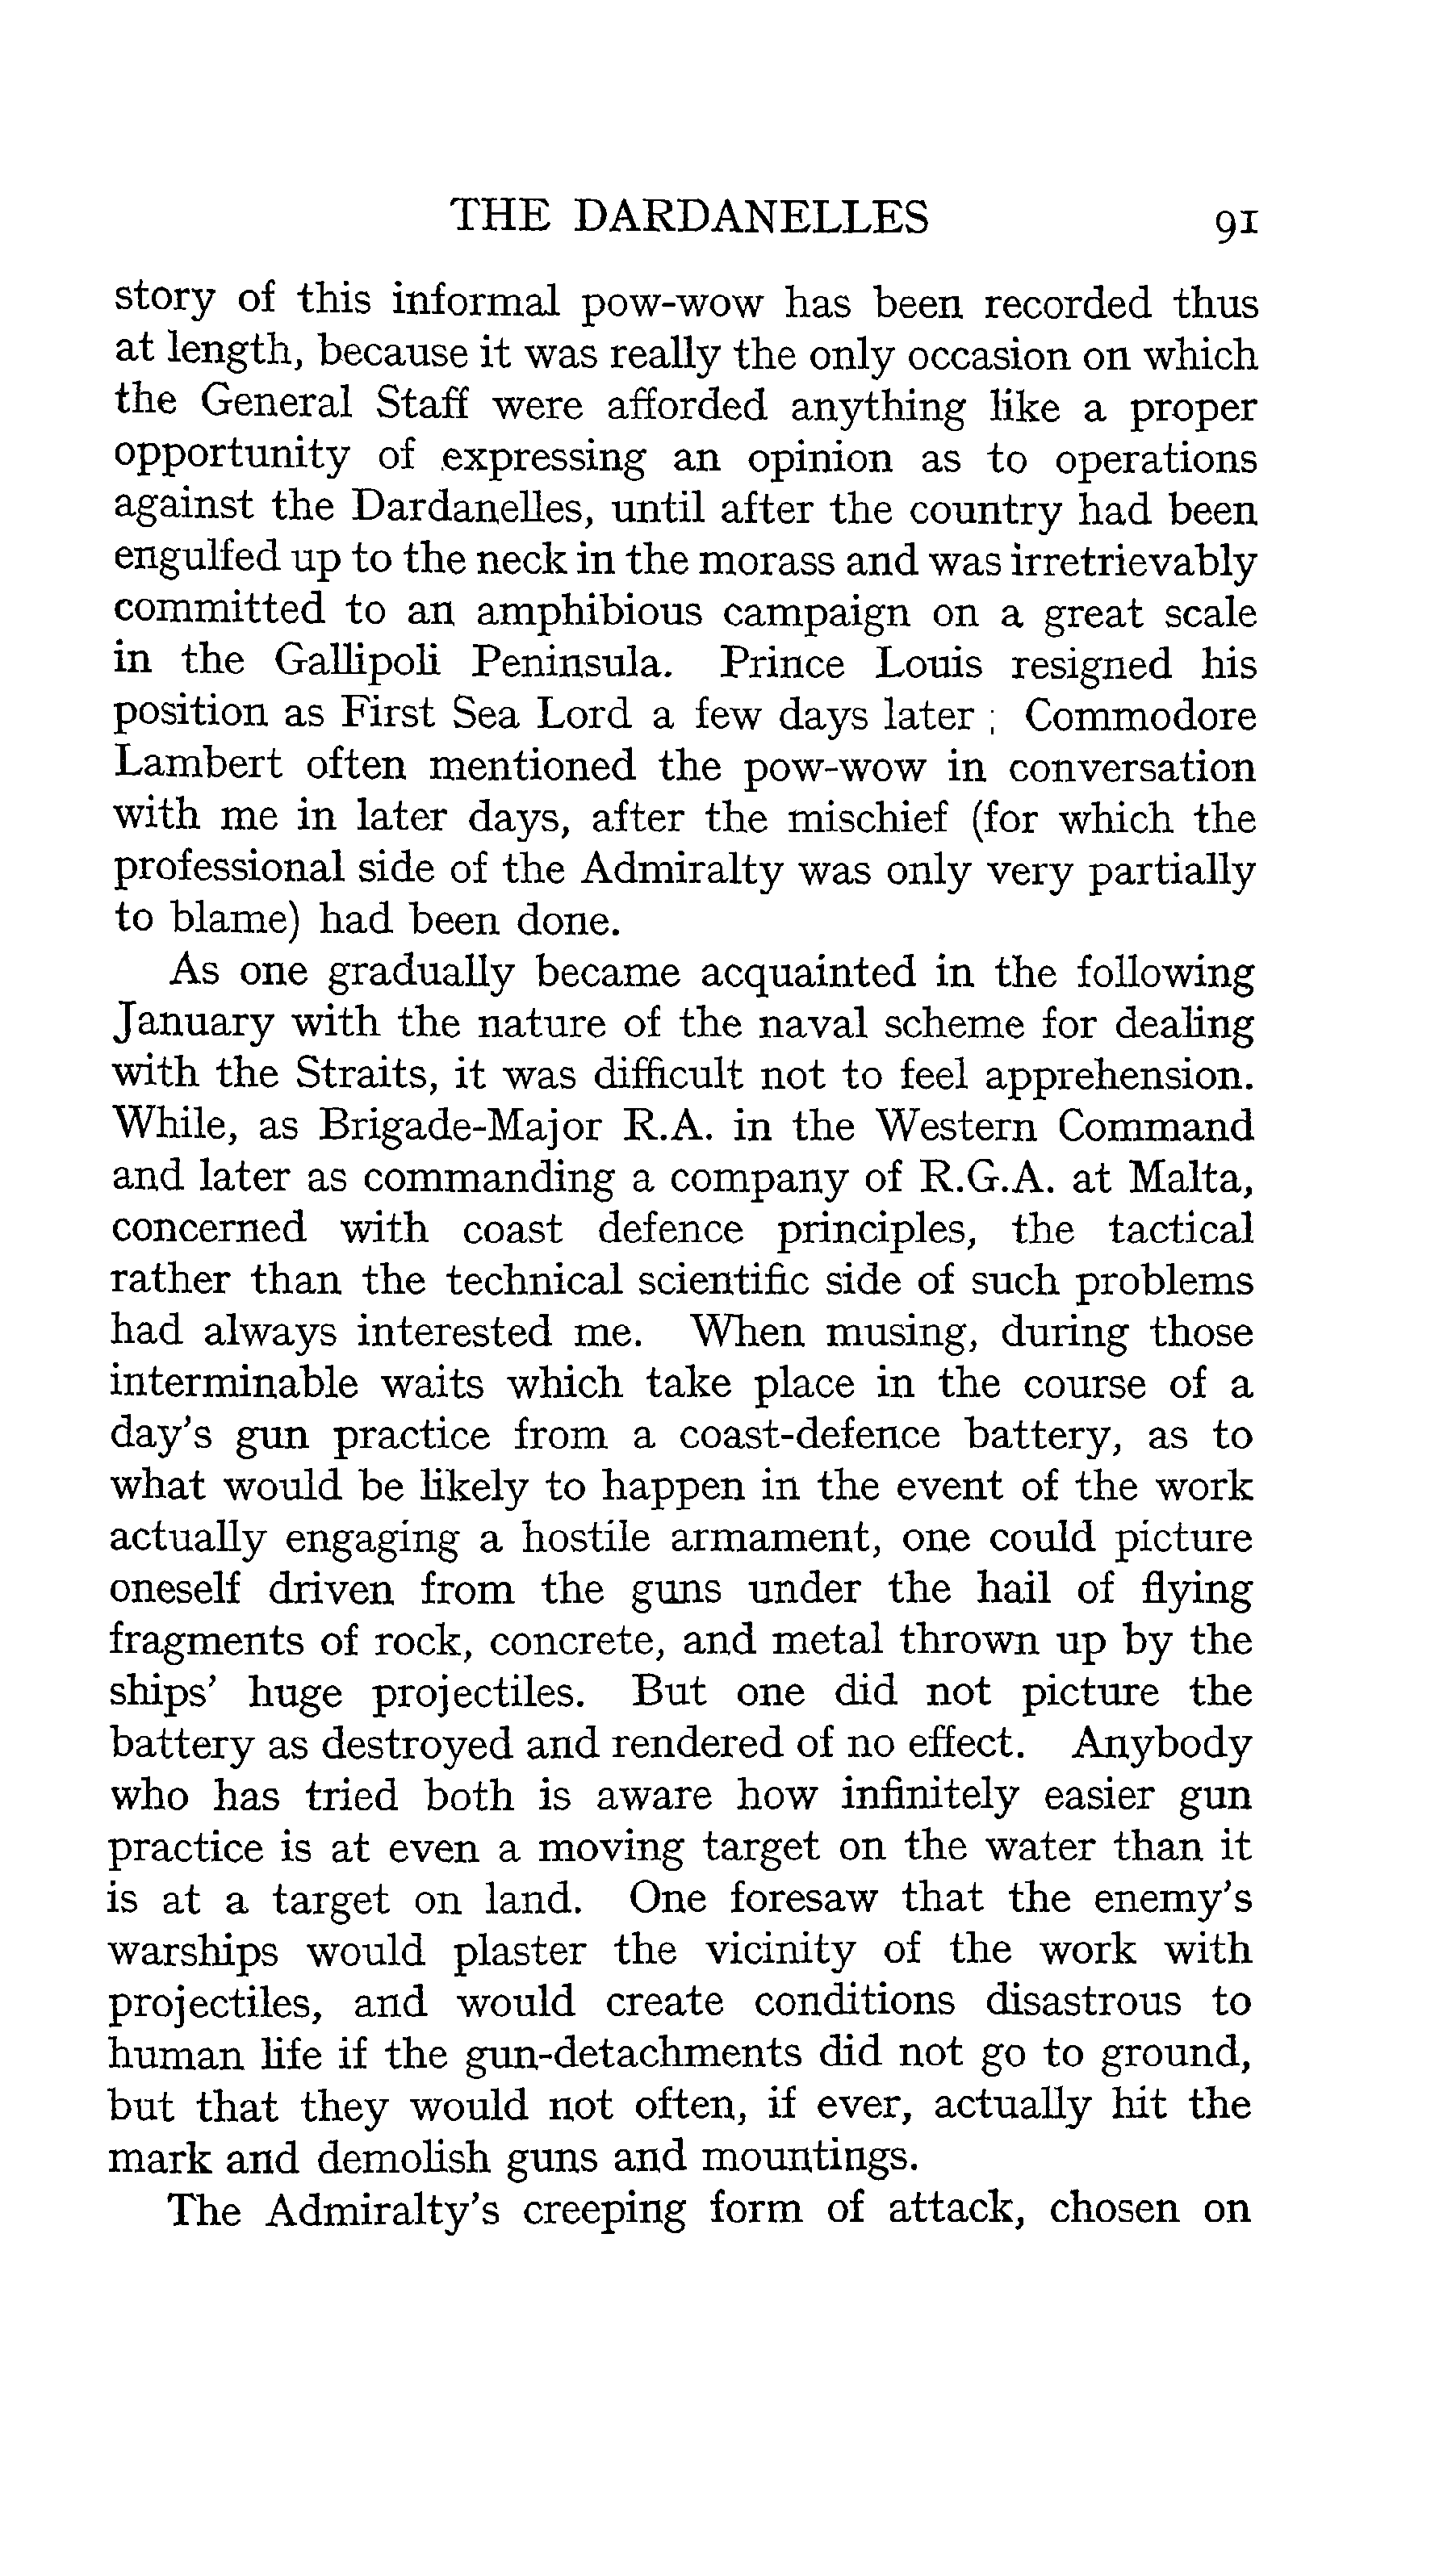 THE DARDANELLES 91
story of this informal pow-wow has been recorded thus
at length, because it was really the only occasion on which
the General Staff were afforded anything like a proper
opportunity of expressing an opinion as to operations
against the Dardanelles, until after the country had been
engulfed up to the neck in the morass and was irretrievably
committed to an amphibious campaign on a great scale
in the Gallipoli Peninsula. Prince Louis resigned his
position as First Sea Lord a few days later ; Commodore
Lambert often mentioned the pow-wow in conversation
with me in later days, after the mischief (for which the
professional side of the Admiralty was only very partially
to blame) had been done.
As one gradually became acquainted in the following
January with the nature of the naval scheme for dealing
with the Straits, it was difficult not to feel apprehension.
While, as Brigade-Major R.A. in the Western Command
and later as commanding a company of R.G.A. at Malta,
concerned with coast defence principles, the tactical
rather than the technical scientific side of such problems
had always interested me. When musing, during those
interminable waits which take place in the course of a
day's gun practice from a coast-defence battery, as to
what would be likely to happen in the event of the work
actually engaging a hostile armament, one could picture
oneself driven from the guns under the hail of flying
fragments of rock, concrete, and metal thrown up by the
ships' huge projectiles. But one did not picture the
battery as destroyed and rendered of no effect. Anybody
who has tried both is aware how infinitely easier gun
practice is at even a moving target on the water than it
is at a target on land. One foresaw that the enemy's
warships would plaster the vicinity of the work with
projectiles, and would create conditions disastrous to
human life if the gun-detachments did not go to ground,
but that they would not often, if ever, actually hit the
mark and demolish guns and mountings.
The Admiralty's creeping form of attack, chosen on